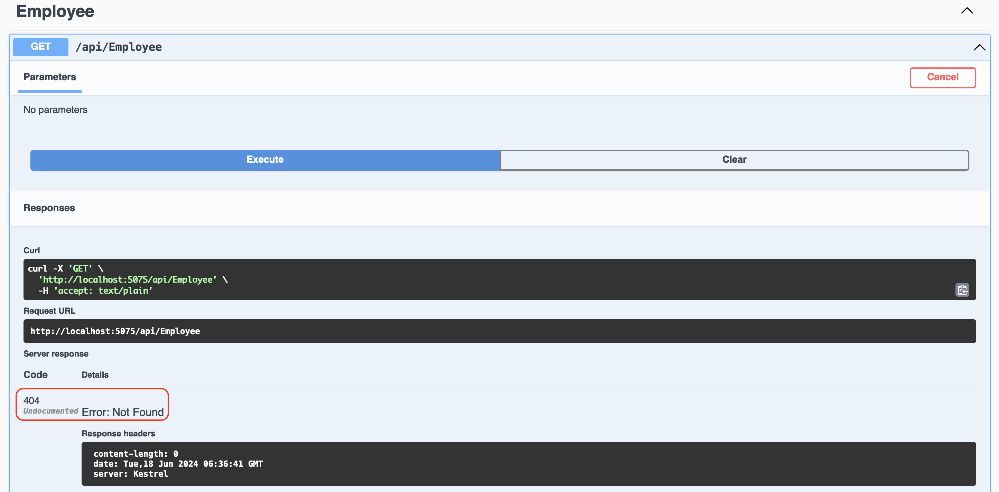 Employee
GET /api/Employee
Parameters
Cancel
No parameters
Execute
Clear
Responses
Curl
curl -X 'GET' \
'http://localhost:5075/api/Employee' \
-H 'accept: text/plain'
Request URL
http://localhost:5075/api/Employee
Server response
Code Details
404
Undocumented Error: Not Found
Response headers
content-length: 0
date: Tue,18 Jun 2024 06:36:41 GMT
server: Kestrel